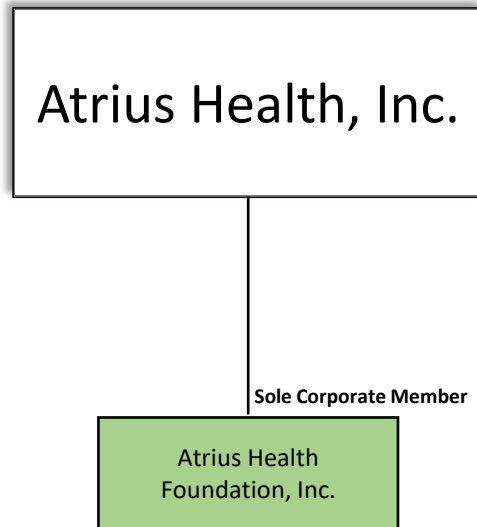 Atrius Health, Inc.
Sole Corporate Member
Atrius Health
Foundation, Inc.